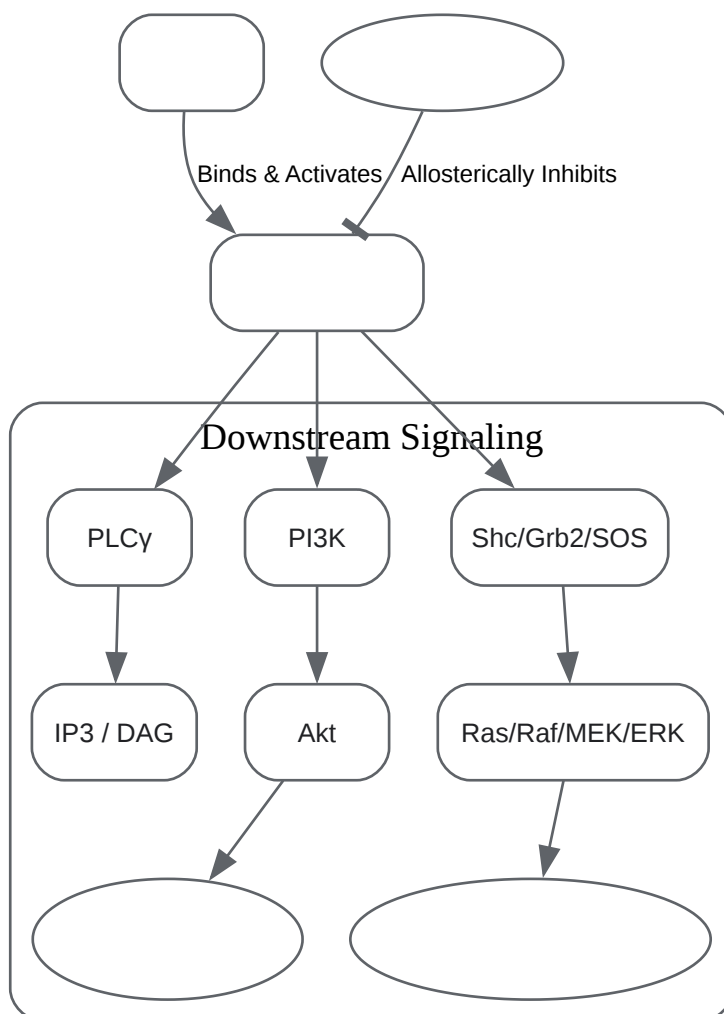 Binds & Activates
Allosterically Inhibits
Downstream Signaling
PLCγ
PI3K
Shc/Grb2/SOS
IP3 / DAG
Akt
Ras/Raf/MEK/ERK